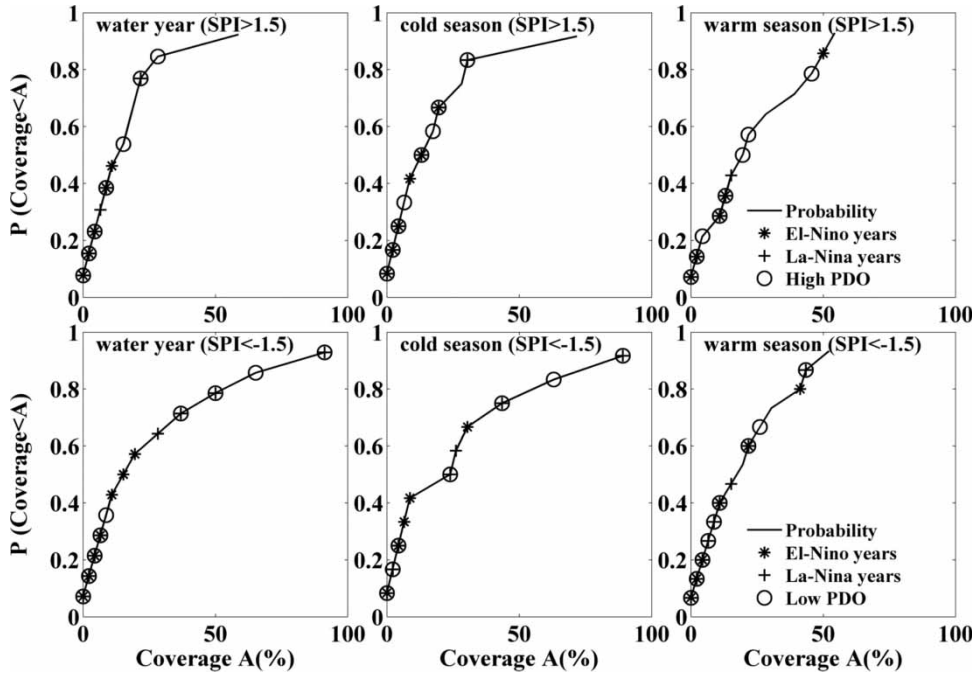 water year (SPI>1.5)
cold season (SPI>1.5)
warm season (SPI>1.5)
P (Coverage<A)
1
0.8
0.6
0.4
0.2
0
0 50 100
1
0.8
0.6
0.4
0.2
0
0 50 100
1
0.8
0.6
0.4
0.2
0
0 50 100
Probability
El-Nino years
La-Nina years
High PDO
water year (SPI<-1.5)
cold season (SPI<-1.5)
warm season (SPI<-1.5)
P (Coverage<A)
1
0.8
0.6
0.4
0.2
0
0 50 100
Coverage A(%)
1
0.8
0.6
0.4
0.2
0
0 50 100
Coverage A(%)
1
0.8
0.6
0.4
0.2
0
0 50 100
Coverage A(%)
Probability
El-Nino years
La-Nina years
Low PDO